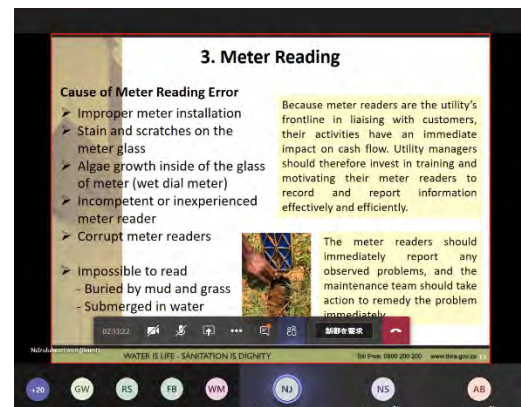 3. Meter Reading
Cause of Meter Reading Error
➤ Improper meter installation
➤ Stain and scratches on the
meter glass
➤ Algae growth inside of the glass
of meter (wet dial meter)
➤ Incompetent or inexperienced
meter reader
➤ Corrupt meter readers
➤ Impossible to read
- Buried by mud and grass
- Submerged in water
Because meter readers are the utility's
frontline in liaising with customers,
their activities have an immediate
impact on cash flow. Utility managers
should therefore invest in training and
motivating their meter readers to
record and report information
effectively and efficiently.
The meter readers should
immediately report any
observed problems, and the
maintenance team should take
action to remedy the problem
immediately.
02:13:22
制御を要求
WATER IS LIFE - SANITATION IS DIGNITY
Toll Free: 0800 200 200 www.dwa.gov.za
+20
GW
RS
FB
WM
NJ
NS
AB